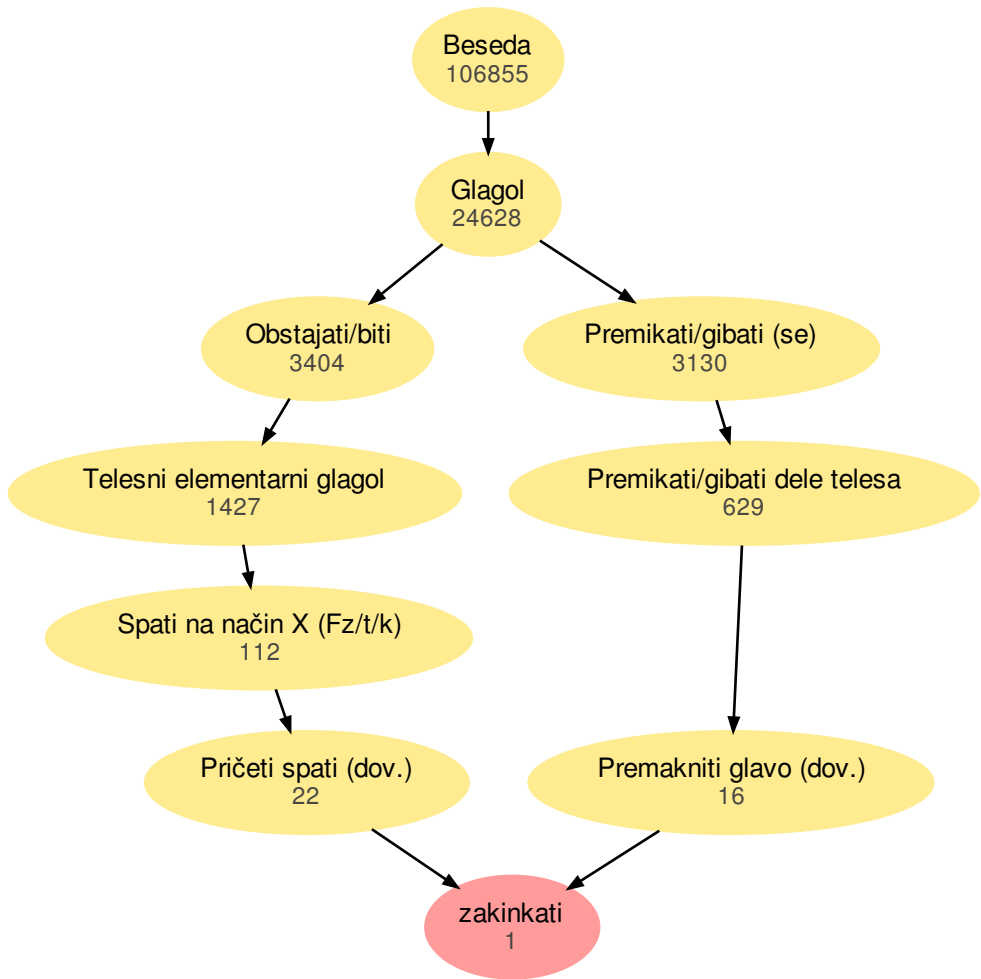 Beseda
106855
Glagol
24628
Obstajati/biti
3404
Premikati/gibati (se)
3130
Telesni elementarni glagol
1427
Premikati/gibati dele telesa
629
Spati na način X (Fz/t/k)
112
Pričeti spati (dov.)
22
Premakniti glavo (dov.)
16
zakinkati
1